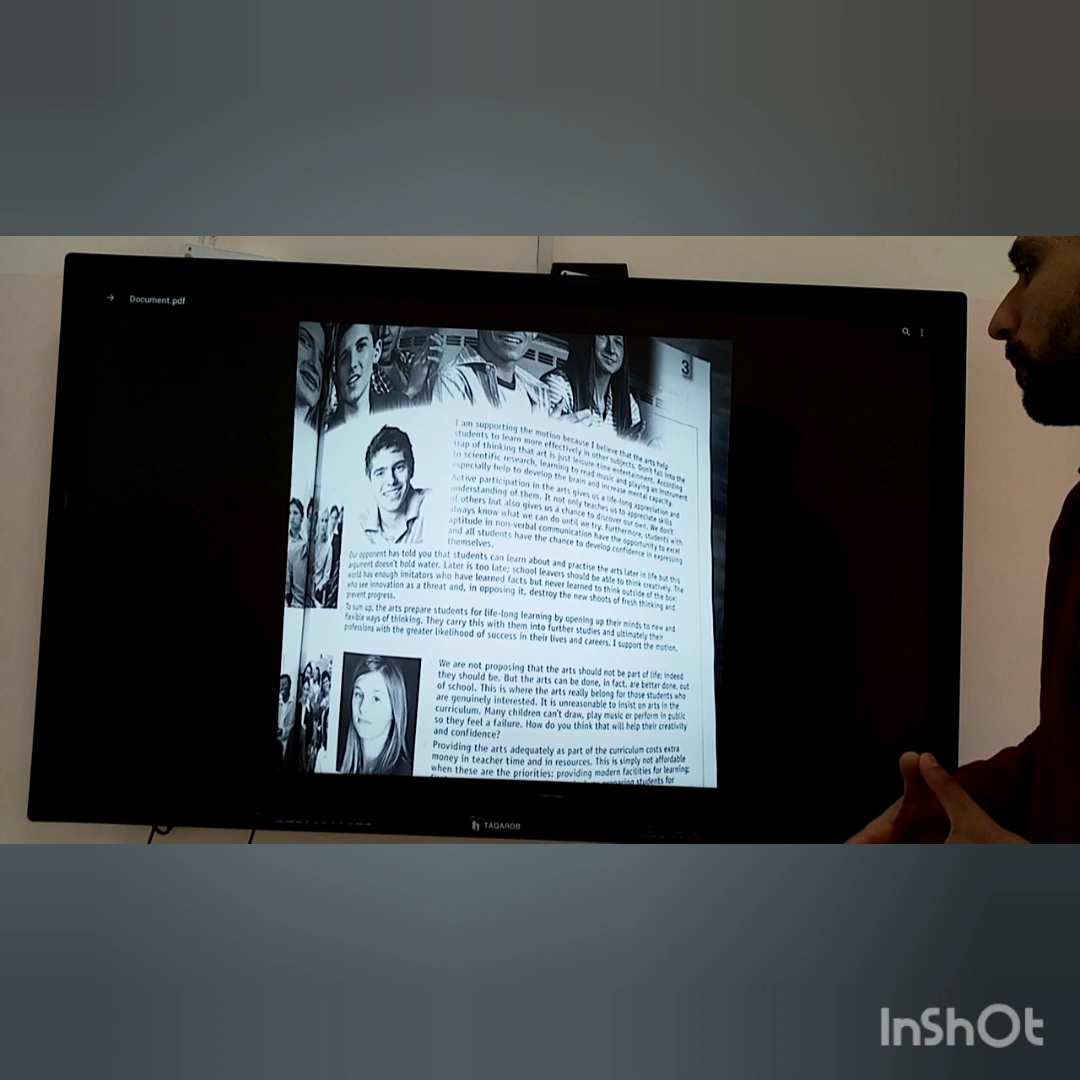 Document.pdf
3
I am supporting the motion because I believe that the arts help
students to learn more effectively in other subjects. Don't fall into the
trap of thinking that art is just leisure-time entertainment. According
to scientific research, learning to read music and playing an instrument
especially help to develop the brain and increase mental capacity.
Active participation in the arts gives us a life-long appreciation and
understanding of them. It not only teaches us to appreciate skills
of others but also gives us a chance to discover our own. We don't
always know what we can do until we try. Furthermore, students with
aptitude in non-verbal communication have the opportunity to excel
and all students have the chance to develop confidence in expressing
themselves.
Our opponent has told you that students can learn about and practise the arts later in life but this
argument doesn't hold water. Later is too late; school leavers should be able to think creatively. The
world has enough imitators who have learned facts but never learned to think outside of the box;
who see innovation as a threat and, in opposing it, destroy the new shoots of fresh thinking and
prevent progress.
To sum up, the arts prepare students for life-long learning by opening up their minds to new and
flexible ways of thinking. They carry this with them into further studies and ultimately their
professions with the greater likelihood of success in their lives and careers. I support the motion.
We are not proposing that the arts should not be part of life; indeed
they should be. But the arts can be done, in fact, are better done, out
of school. This is where the arts really belong for those students who
are genuinely interested. It is unreasonable to insist on arts in the
curriculum. Many children can't draw, play music or perform in public
so they feel a failure. How do you think that will help their creativity
and confidence?
Providing the arts adequately as part of the curriculum costs extra
money in teacher time and in resources. This is simply not affordable
when these are the priorities: providing modern facilities for learning;
preparing students for
TAQAROB
InShOt